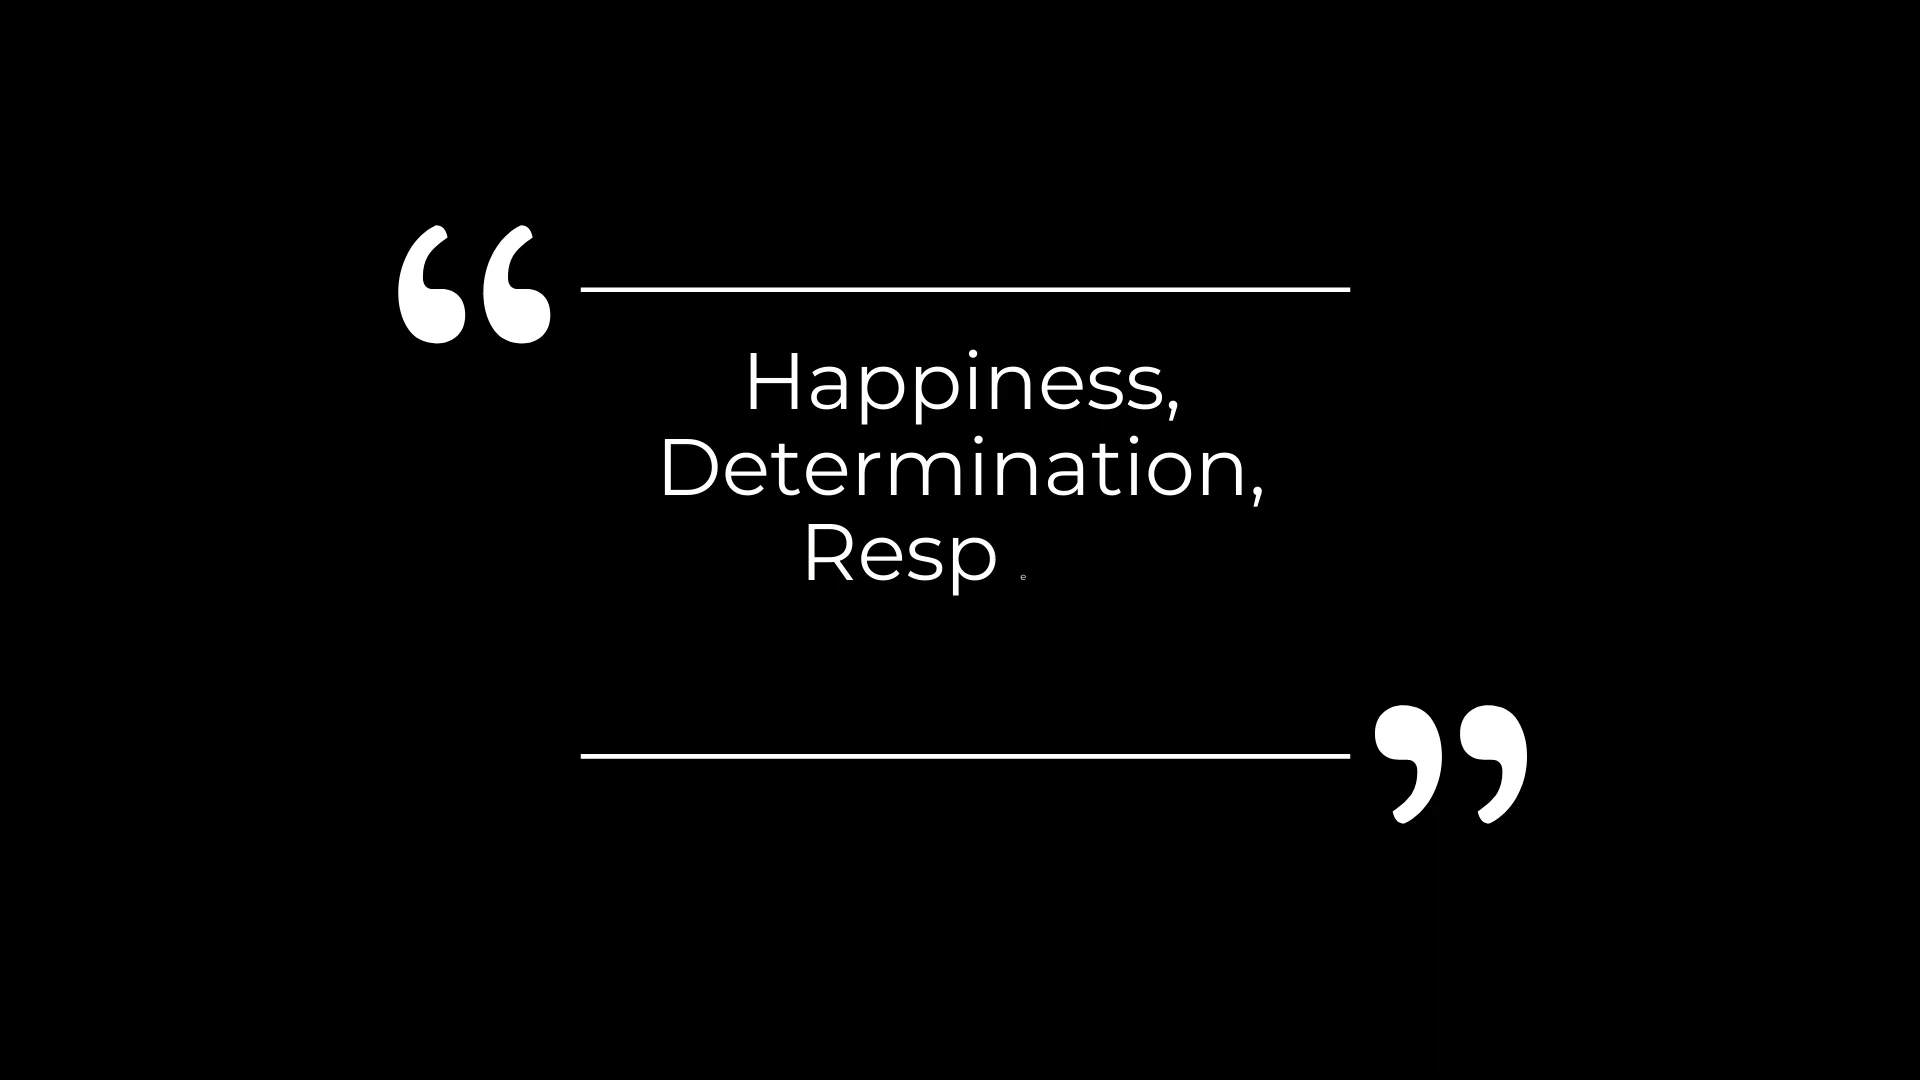 “
Happiness,
Determination,
Resp e
”